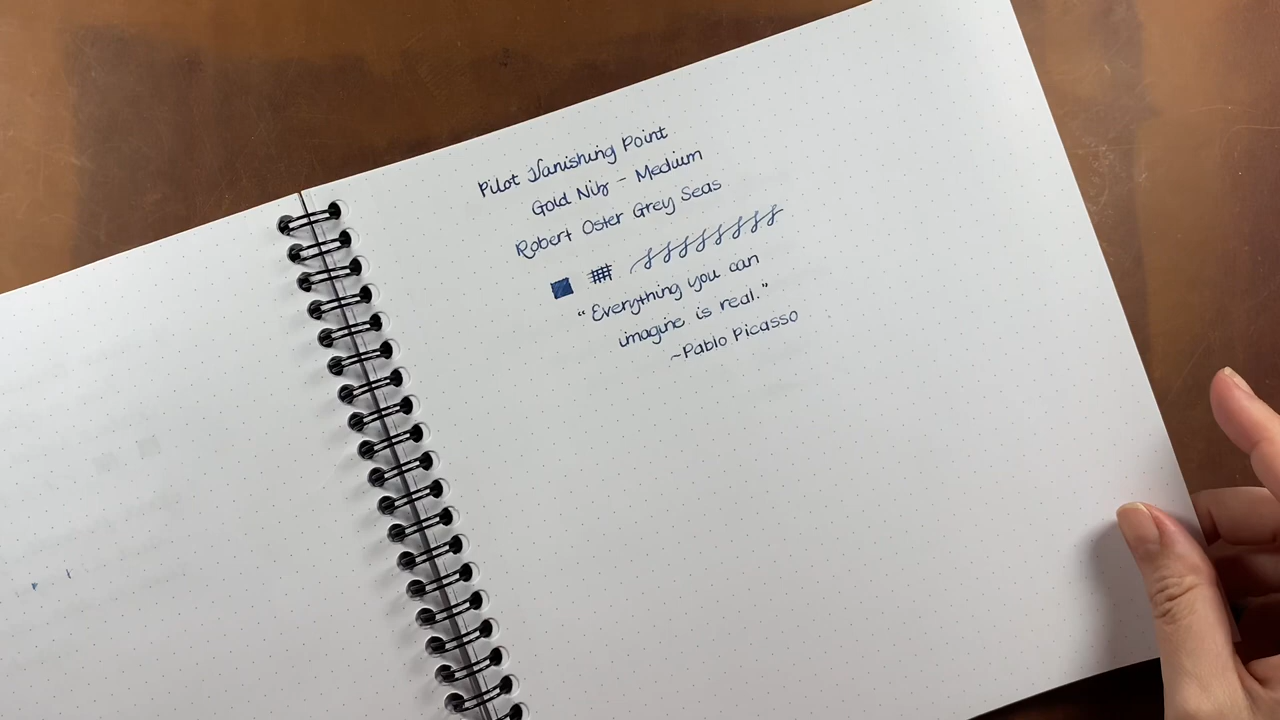 Pilot Vanishing Point
Gold Nib - Medium
Robert Oster Grey Seas
"Everything you can
imagine is real."
~Pablo Picasso